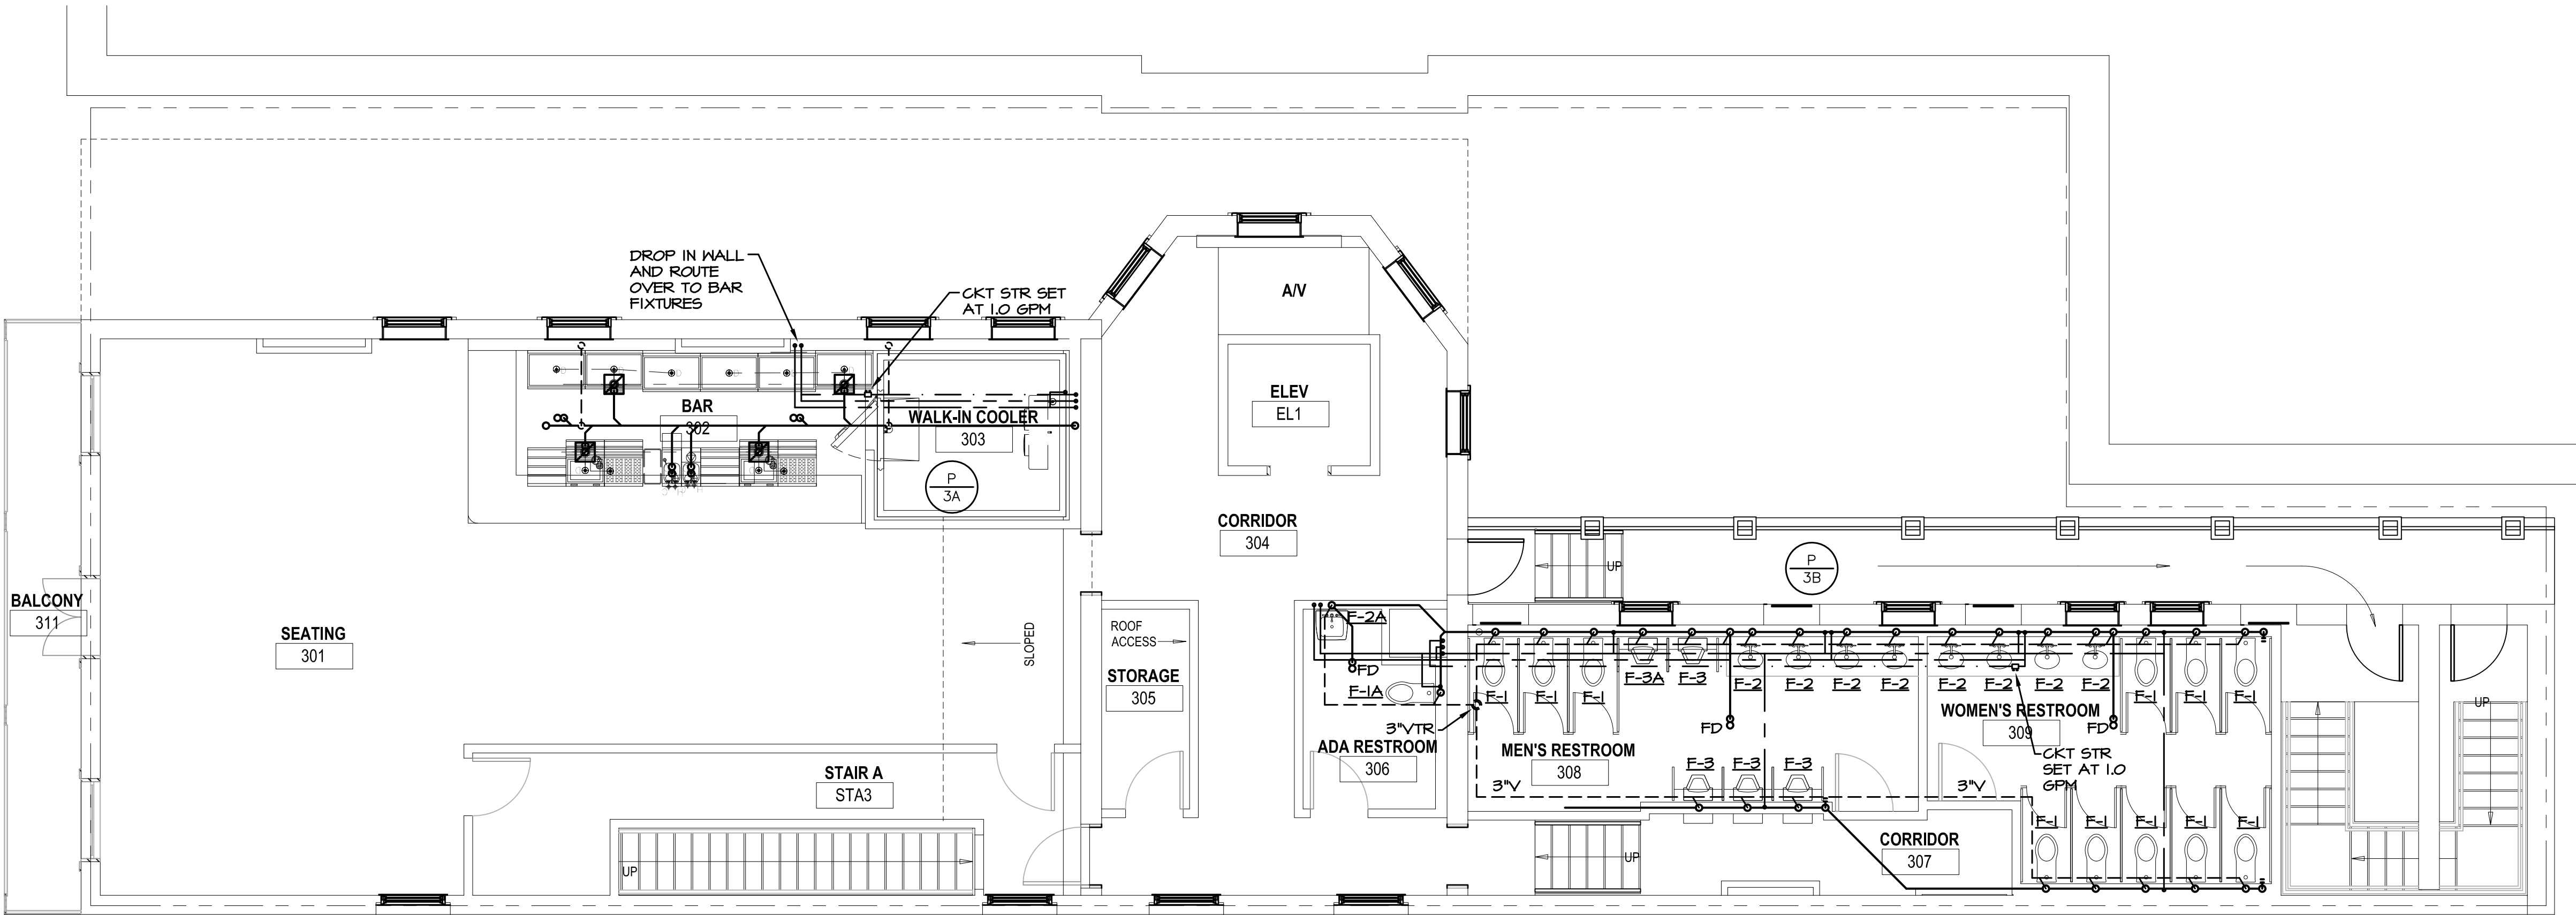 DROP IN WALL
AND ROUTE
OVER TO BAR
FIXTURES
CKT STR SET
AT 1.0 GPM
A/V
ELEV
EL1
BAR
302
WALK-IN COOLER
303
P
3A
CORRIDOR
304
UP
P
3B
BALCONY
311
SEATING
301
SLOPED
ROOF
ACCESS
STORAGE
305
F-2A
FD
F-1A
3"VTR
ADA RESTROOM
306
F-1
F-1
F-1
F-3A
F-3
F-2
F-2
F-2
F-2
F-2
F-2
F-2
F-2
F-1
F-1
F-1
FD
FD
MEN'S RESTROOM
308
WOMEN'S RESTROOM
309
UP
CKT STR
SET AT 1.0
GPM
F-3
F-3
F-3
3"V
3"V
STAIR A
STA3
UP
UP
CORRIDOR
307
F-1
F-1
F-1
F-1
F-1